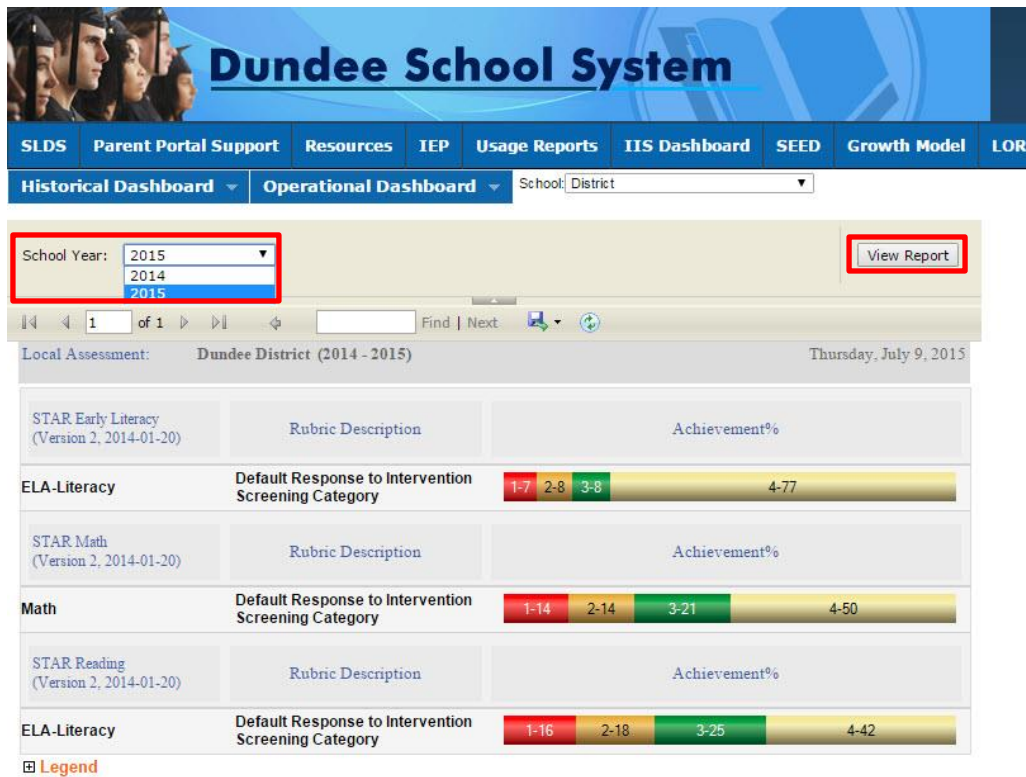 Dundee School System
SLDS Parent Portal Support Resources IEP Usage Reports IIS Dashboard SEED Growth Model LOR
Historical Dashboard Operational Dashboard School: District
School Year: 2015 View Report
2014
2015
1 of 1 Find | Next
Local Assessment: Dundee District (2014 - 2015) Thursday, July 9, 2015
STAR Early Literacy
(Version 2, 2014-01-20) Rubric Description Achievement%
ELA-Literacy Default Response to Intervention
Screening Category 1-7 2-8 3-8 4-77
STAR Math
(Version 2, 2014-01-20) Rubric Description Achievement%
Math Default Response to Intervention
Screening Category 1-14 2-14 3-21 4-50
STAR Reading
(Version 2, 2014-01-20) Rubric Description Achievement%
ELA-Literacy Default Response to Intervention
Screening Category 1-16 2-18 3-25 4-42
Legend